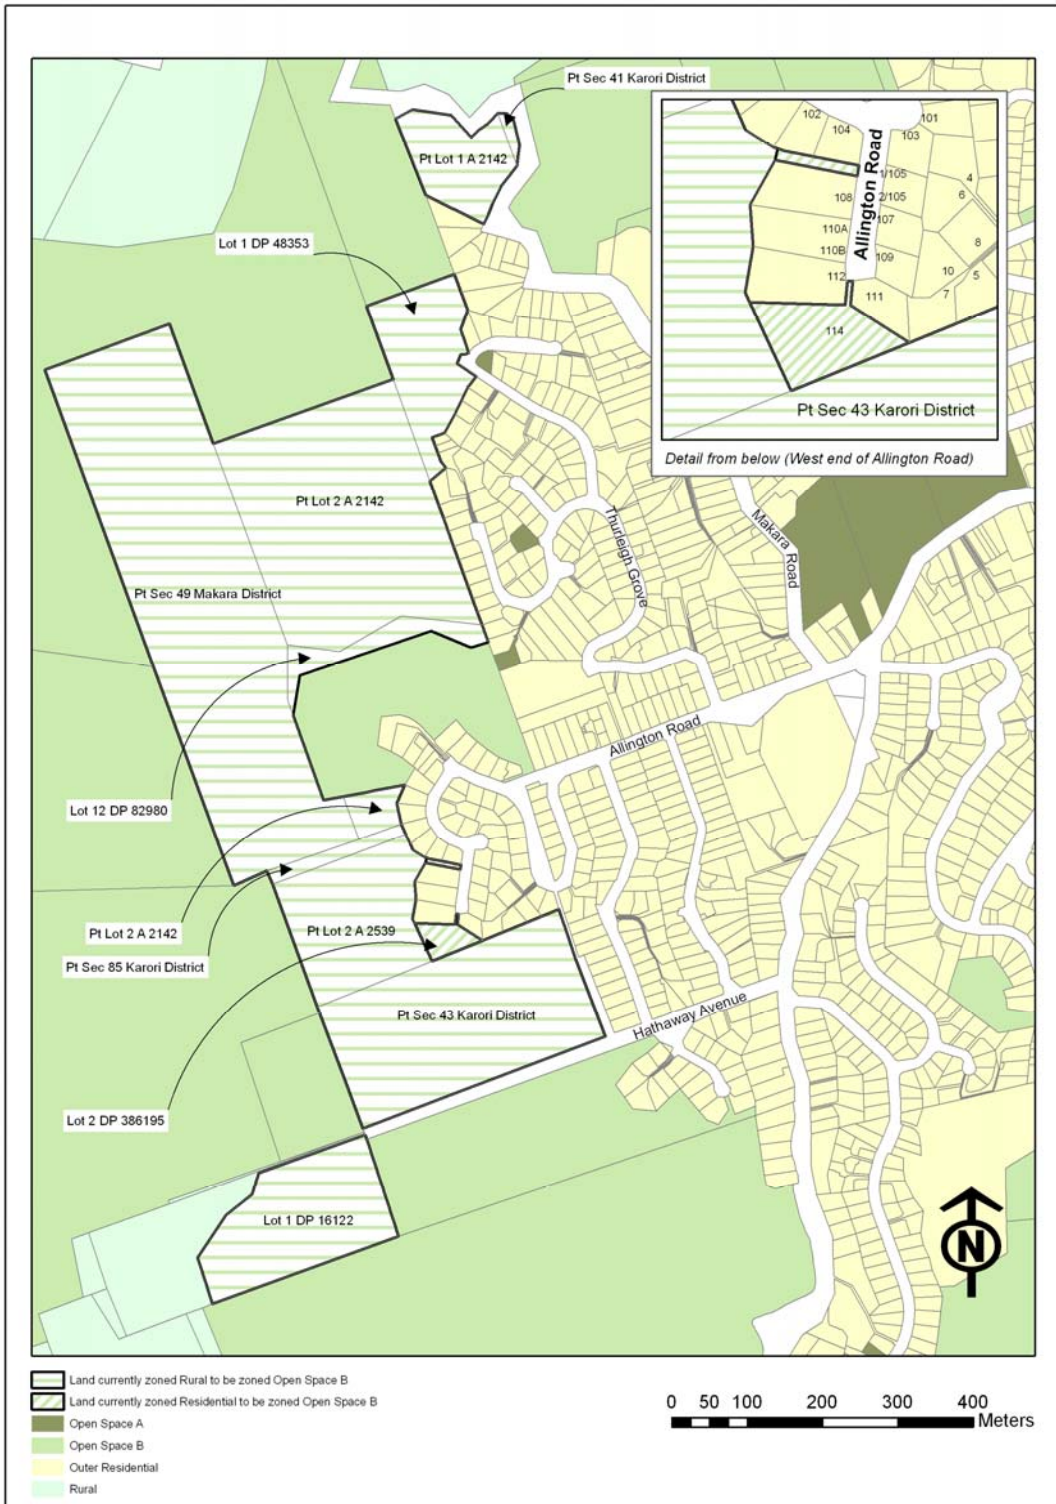 Pt Sec 41 Karori District
Pt Lot 1 A 2142
Lot 1 DP 48353
102
104
101
103
Allington Road
1/105
2/105
4
6
108
107
110A
110B
109
8
10
5
7
112
111
114
Pt Sec 43 Karori District
Detail from below (West end of Allington Road)
Pt Lot 2 A 2142
Thurleigh Grove
Makara Road
Pt Sec 49 Makara District
Allington Road
Lot 12 DP 82980
Pt Lot 2 A 2142
Pt Lot 2 A 2539
Pt Sec 85 Karori District
Pt Sec 43 Karori District
Hathaway Avenue
Lot 2 DP 386195
Lot 1 DP 16122
N
Land currently zoned Rural to be zoned Open Space B
Land currently zoned Residential to be zoned Open Space B
Open Space A
Open Space B
Outer Residential
Rural
0 50 100 200 300 400
Meters